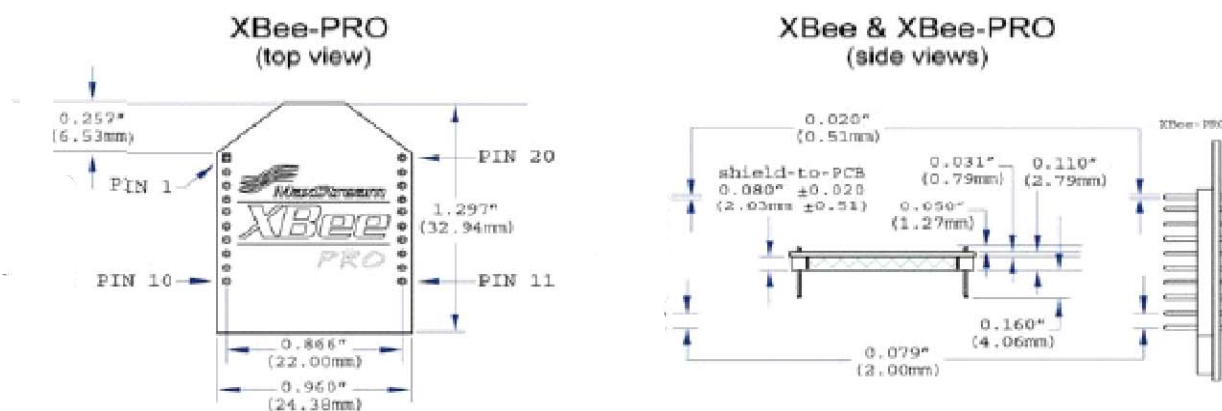 XBee-PRO
(top view)
0.257"
(6.53mm)
PIN 1
PIN 20
MaxStream
XBee
PRO
1.297"
(32.94mm)
PIN 10
PIN 11
0.866"
(22.00mm)
0.960"
(24.38mm)
XBee & XBee-PRO
(side views)
0.020"
(0.51mm)
XBee-PRO
shield-to-PCB
0.080" ±0.020
(2.03mm ±0.51)
0.031"
(0.79mm)
0.110"
(2.79mm)
0.050"
(1.27mm)
0.160"
(4.06mm)
0.079"
(2.00mm)